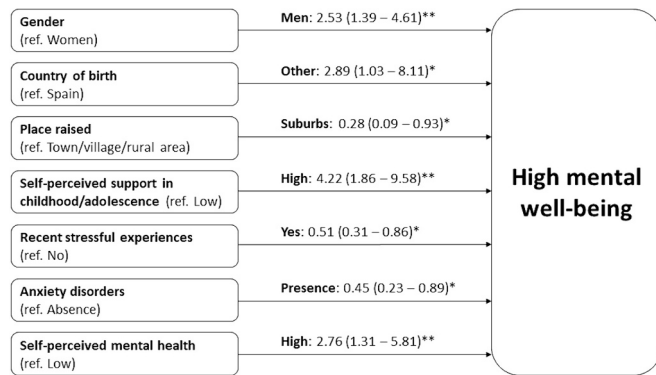 Gender
(ref. Women)
Men: 2.53 (1.39 – 4.61)**
Country of birth
(ref. Spain)
Other: 2.89 (1.03 – 8.11)*
Place raised
(ref. Town/village/rural area)
Suburbs: 0.28 (0.09 – 0.93)*
Self-perceived support in
childhood/adolescence (ref. Low)
High: 4.22 (1.86 – 9.58)**
Recent stressful experiences
(ref. No)
Yes: 0.51 (0.31 – 0.86)*
Anxiety disorders
(ref. Absence)
Presence: 0.45 (0.23 – 0.89)*
Self-perceived mental health
(ref. Low)
High: 2.76 (1.31 – 5.81)**
High mental
well-being